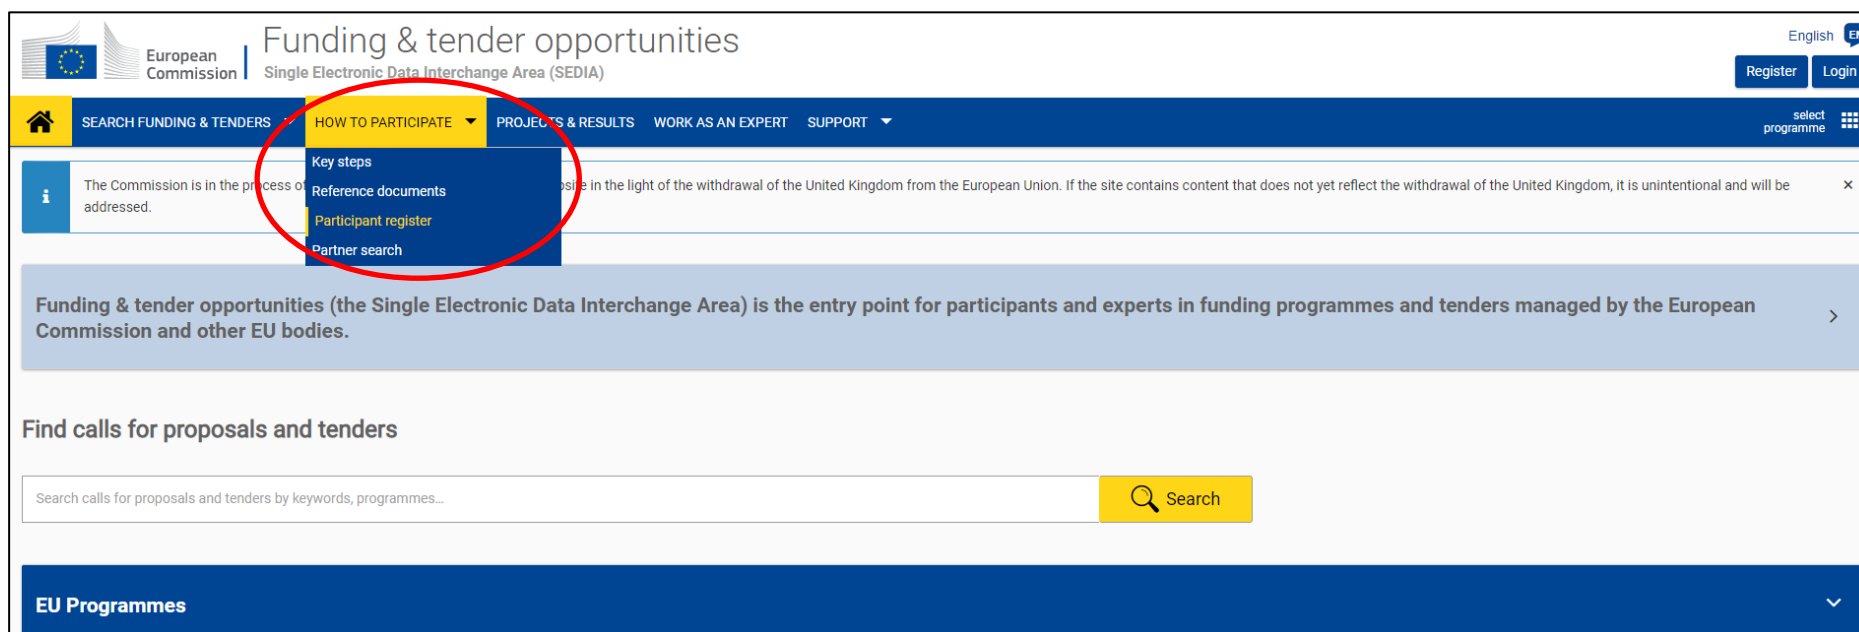 European
Commission
Funding & tender opportunities
Single Electronic Data Interchange Area (SEDIA)
English
Register Login
SEARCH FUNDING & TENDERS HOW TO PARTICIPATE PROJECTS & RESULTS WORK AS AN EXPERT SUPPORT select programme
Key steps
Reference documents
Participant register
Partner search
i
The Commission is in the process of in the light of the withdrawal of the United Kingdom from the European Union. If the site contains content that does not yet reflect the withdrawal of the United Kingdom, it is unintentional and will be
addressed.
Funding & tender opportunities (the Single Electronic Data Interchange Area) is the entry point for participants and experts in funding programmes and tenders managed by the European
Commission and other EU bodies.
Find calls for proposals and tenders
Search calls for proposals and tenders by keywords, programmes...
Search
EU Programmes